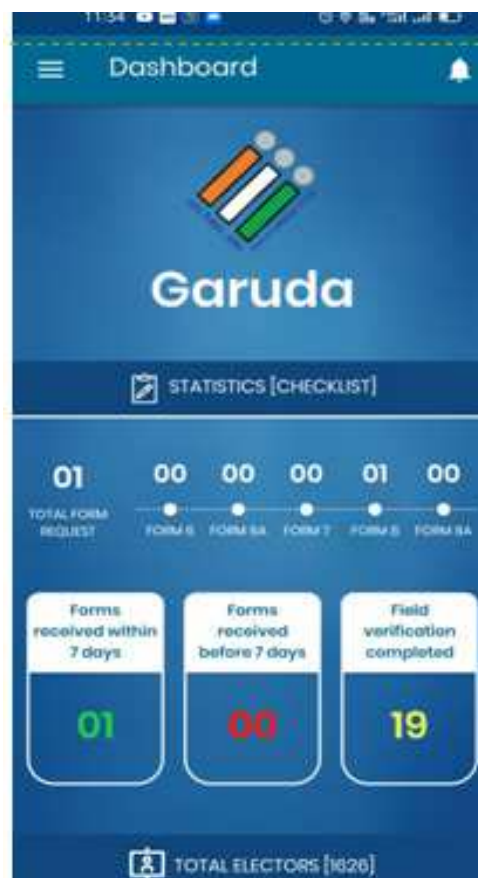 11:34
Dashboard
Garuda
STATISTICS [CHECKLIST]
01 00 00 00 01 00
TOTAL FORM
REQUEST
FORM 6 FORM 6A FORM 7 FORM 8 FORM 8A
Forms
received within
7 days
01
Forms
received
before 7 days
00
Field
verification
completed
19
TOTAL ELECTORS [1626]